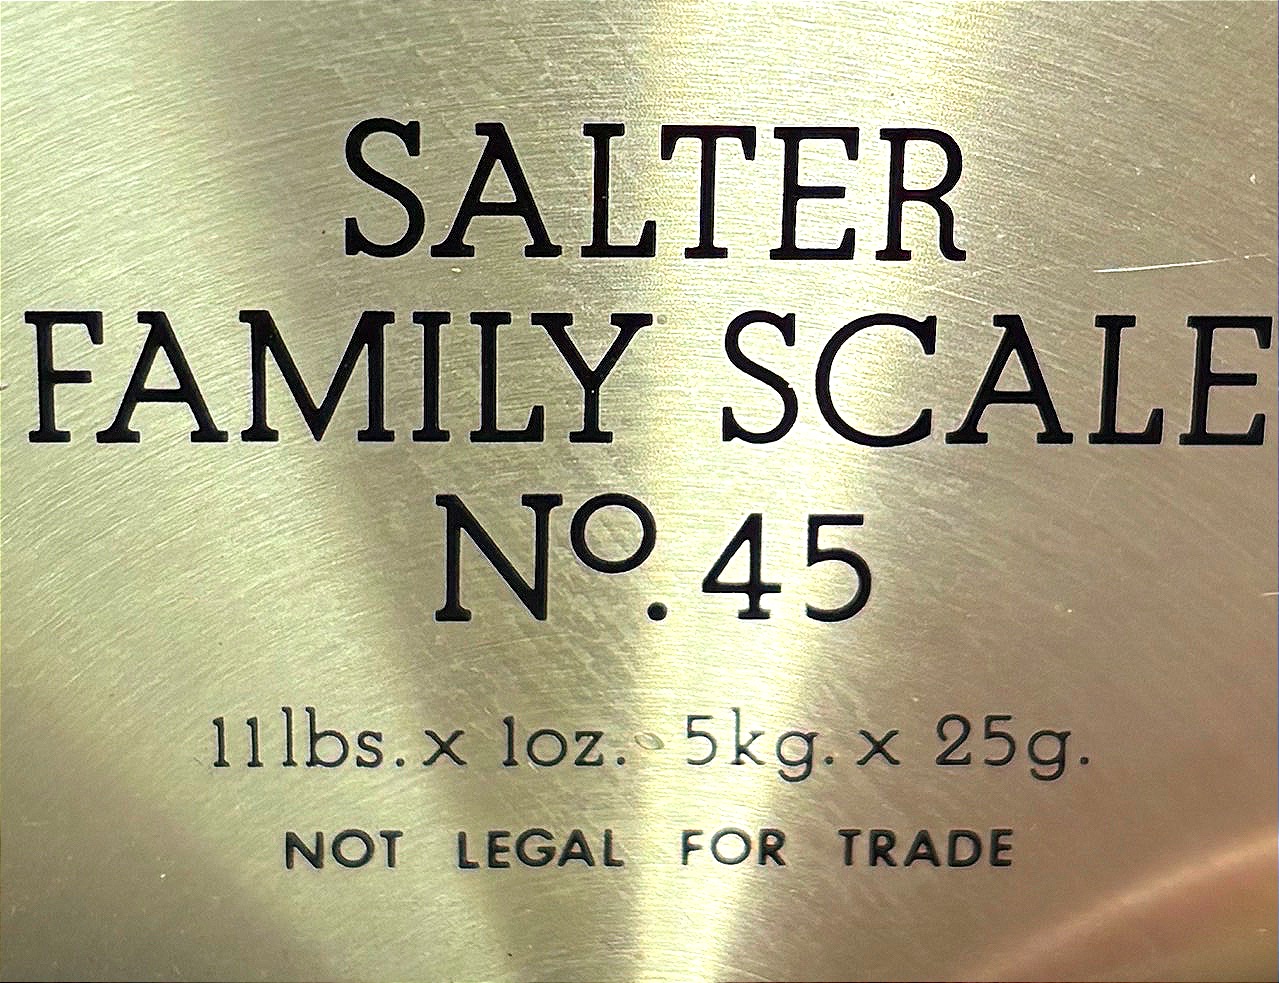 SALTER
FAMILY SCALE
Nº.45
11lbs. x 1oz. 5kg. x 25g.
NOT LEGAL FOR TRADE